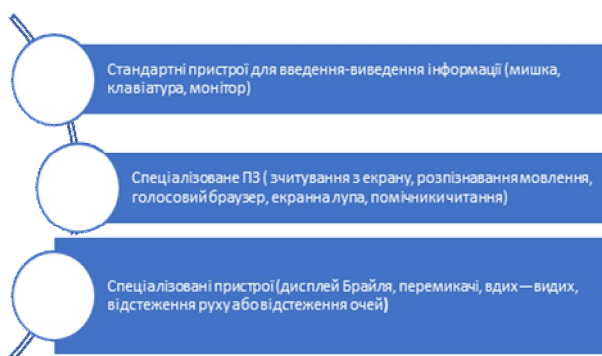 Стандартні пристрої для введення-виведення інформації (мишка,
клавіатура, монітор)
Спеціалізоване ПЗ ( зчитування з екрану, розпізнавання мовлення,
голосовий браузер, екранна лупа, помічники читання)
Спеціалізовані пристрої (дисплей Брайля, перемикачі, вдих—видих,
відстеження руху або відстеження очей)